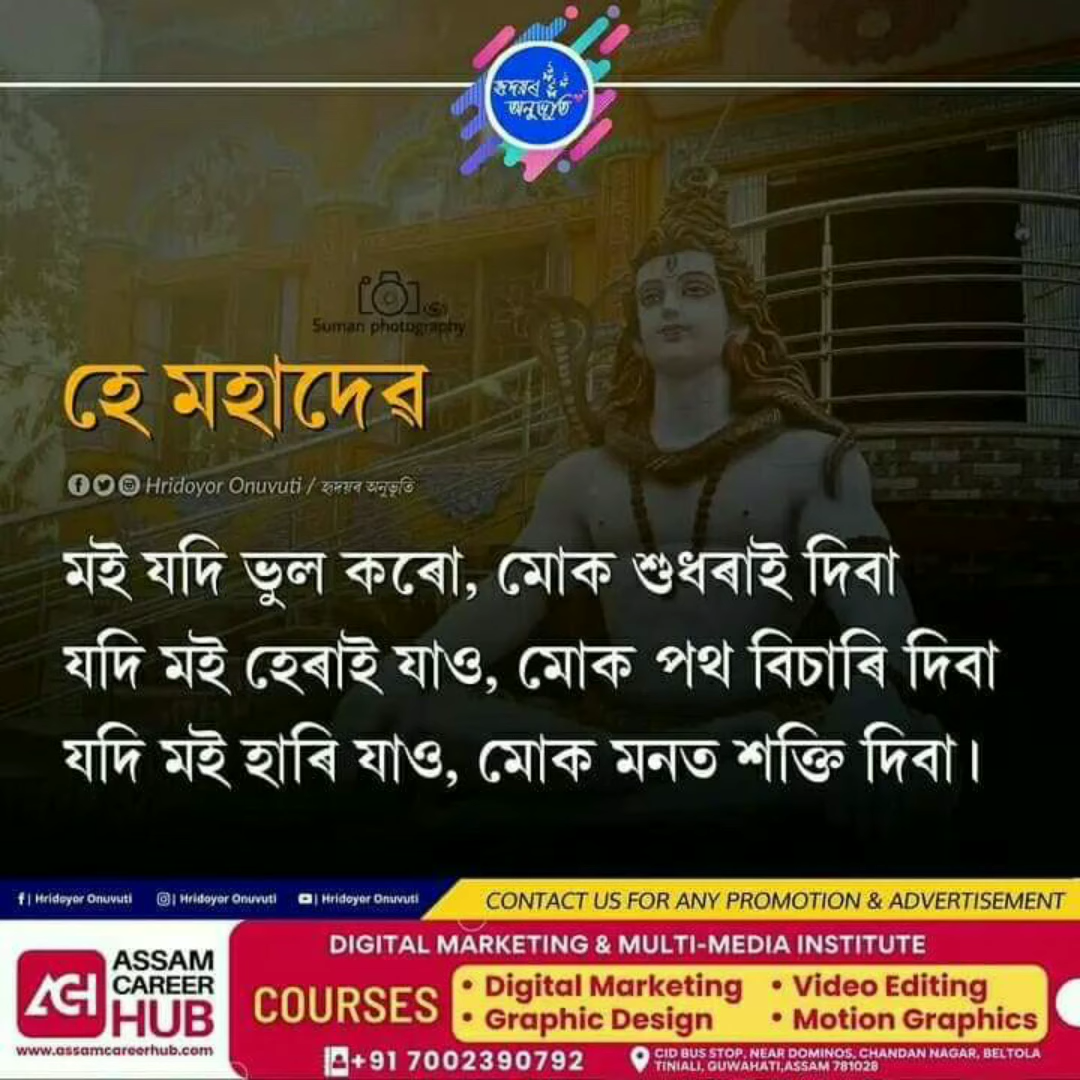 হৃদয়ৰ
অনুভূতি
Suman photography
হে মহাদেৱ
Hridoyor Onuvuti / হৃদয়ৰ অনুভূতি
মই যদি ভুল কৰো, মোক শুধৰাই দিবা
যদি মই হেৰাই যাও, মোক পথ বিচাৰি দিবা
যদি মই হাৰি যাও, মোক মনত শক্তি দিবা।
f | Hridoyor Onuvuti | Hridoyor Onuvuti | Hridoyor Onuvuti CONTACT US FOR ANY PROMOTION & ADVERTISEMENT
DIGITAL MARKETING & MULTI-MEDIA INSTITUTE
ACH ASSAM
CAREER
HUB
www.assamcareerhub.com
COURSES
• Digital Marketing • Video Editing
• Graphic Design • Motion Graphics
+91 7002390792
CID BUS STOP, NEAR DOMINOS, CHANDAN NAGAR, BELTOLA
TINIALI, GUWAHATI,ASSAM 781028